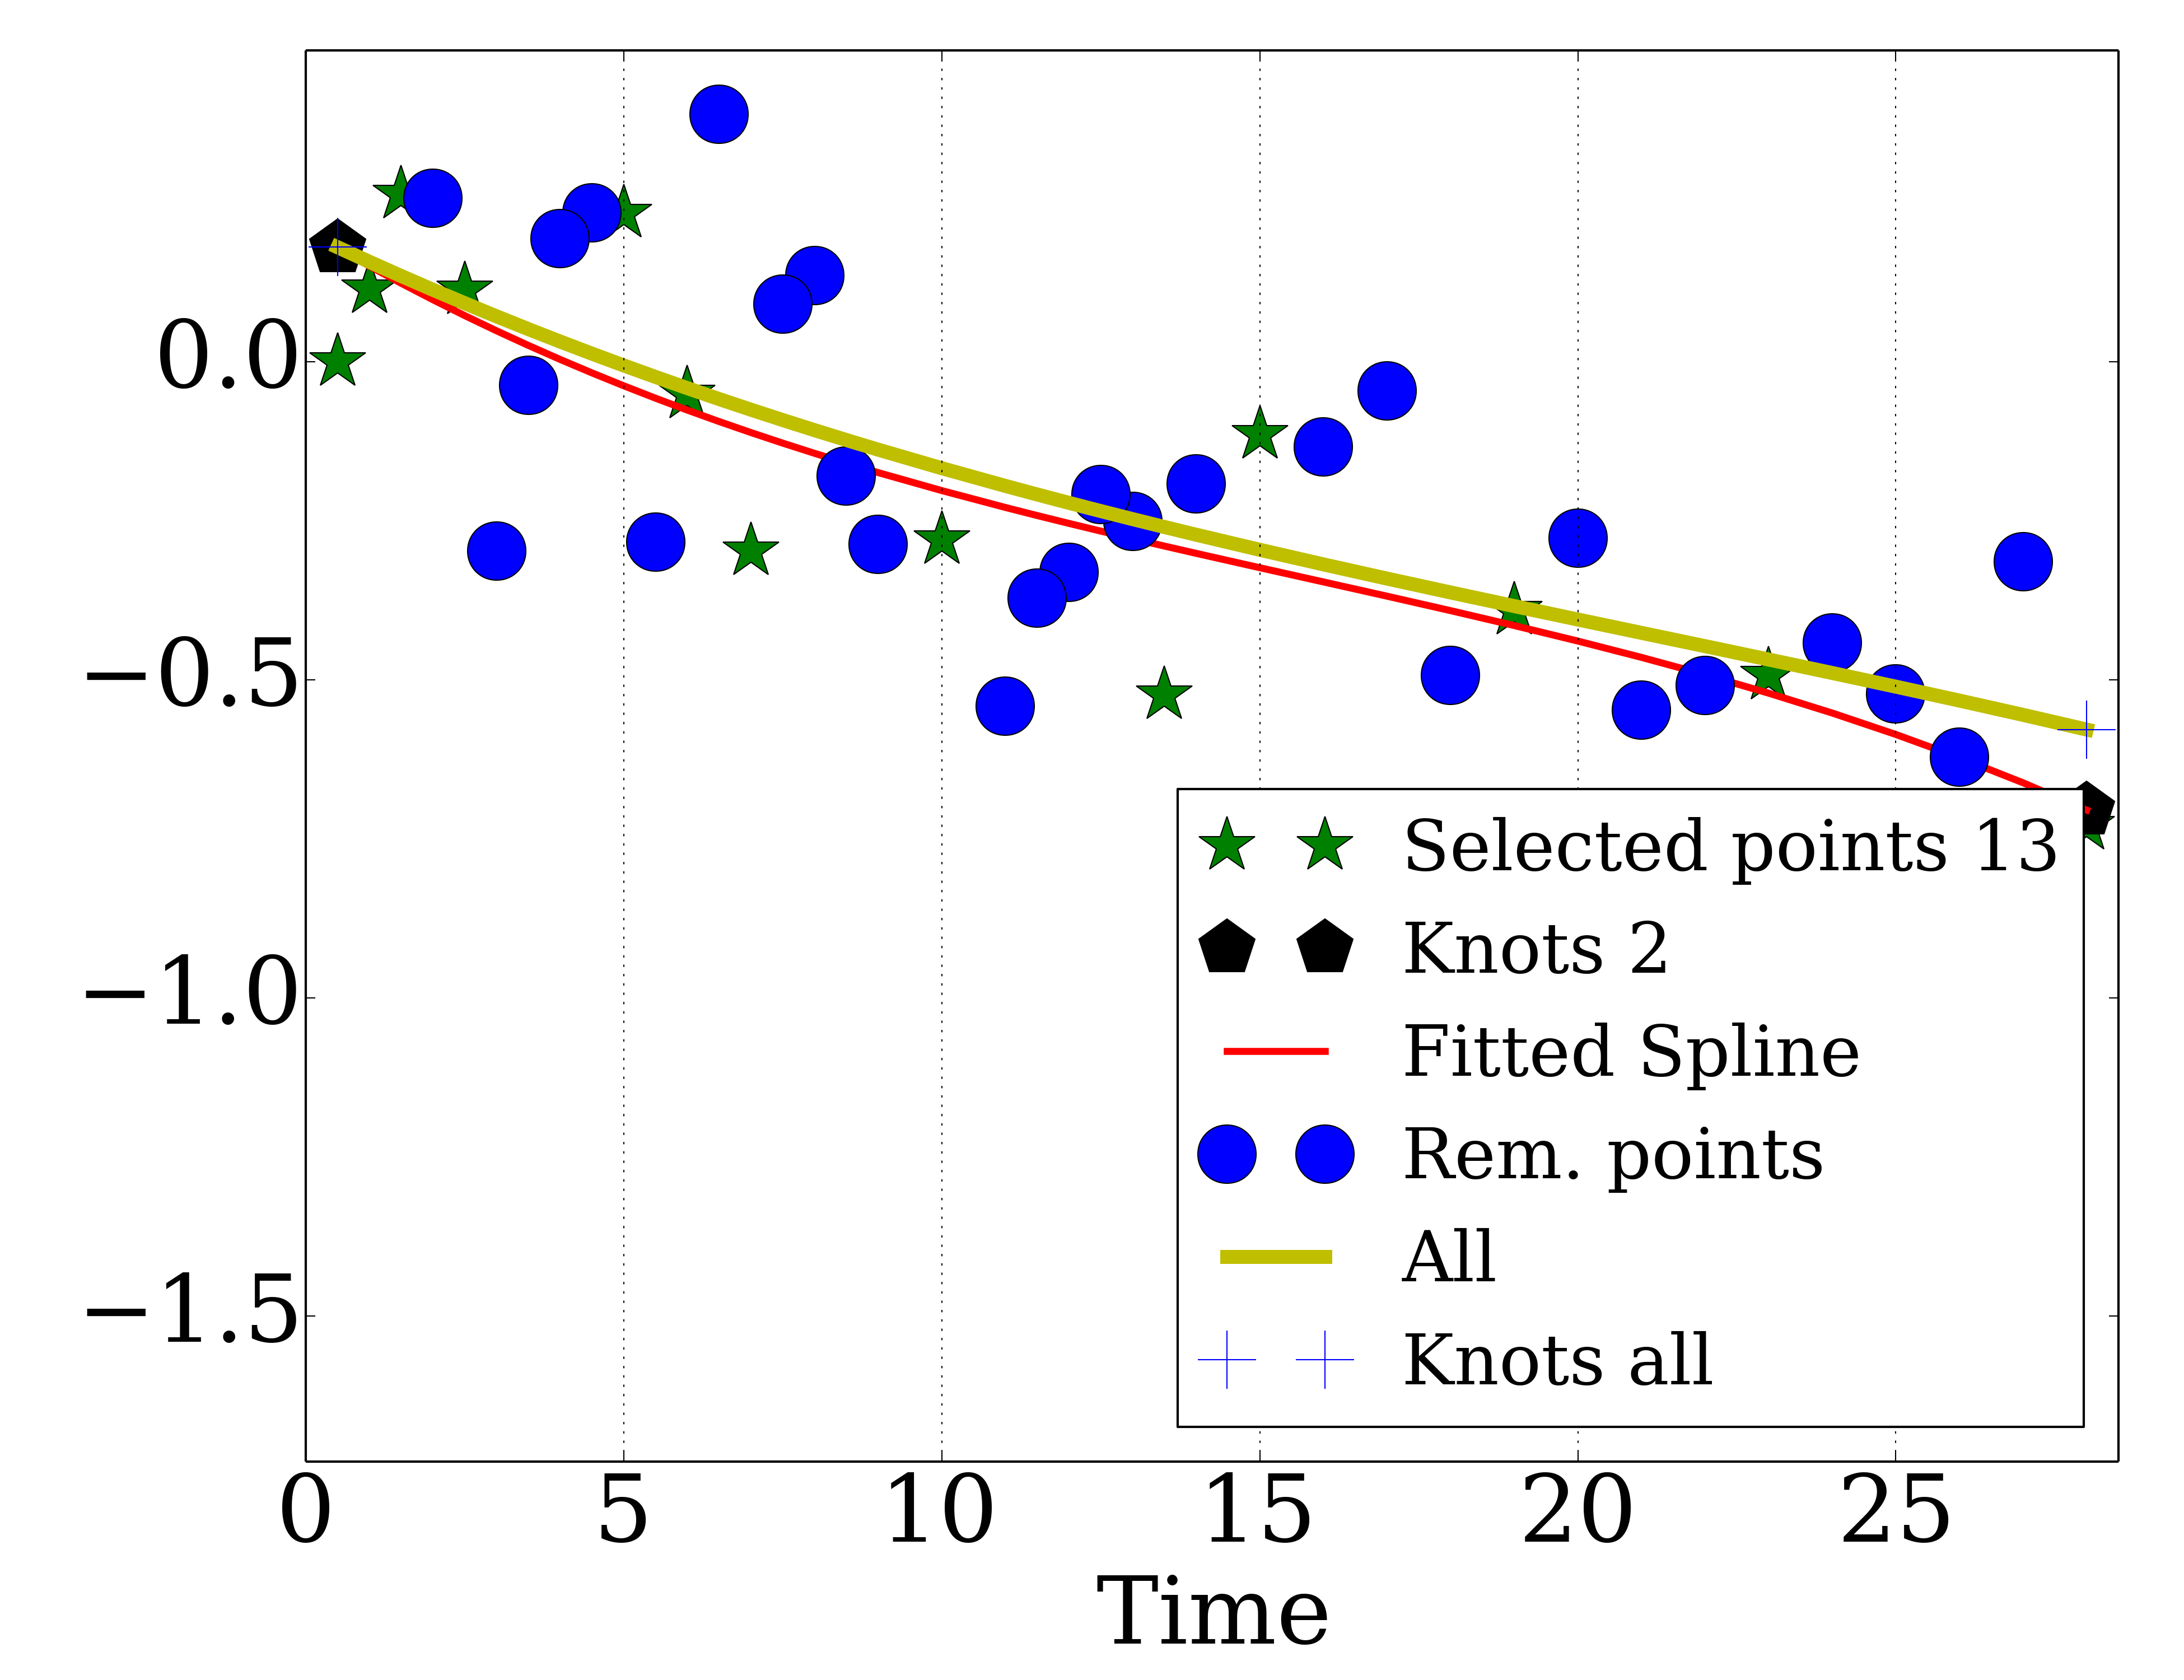 0.0
−0.5
−1.0
−1.5
Selected points 13
Knots 2
Fitted Spline
Rem. points
All
Knots all
0 5 10 15 20 25
Time